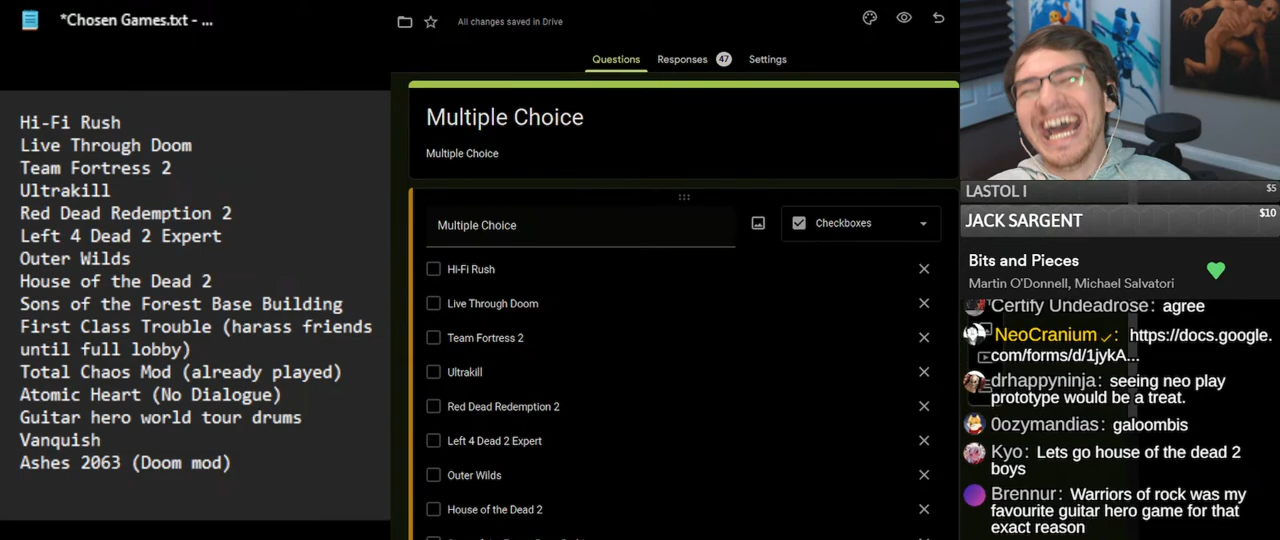 *Chosen Games.txt - ...
Hi-Fi Rush
Live Through Doom
Team Fortress 2
Ultrakill
Red Dead Redemption 2
Left 4 Dead 2 Expert
Outer Wilds
House of the Dead 2
Sons of the Forest Base Building
First Class Trouble (harass friends
until full lobby)
Total Chaos Mod (already played)
Atomic Heart (No Dialogue)
Guitar hero world tour drums
Vanquish
Ashes 2063 (Doom mod)
All changes saved in Drive
Questions Responses 47 Settings
Multiple Choice
Multiple Choice
Multiple Choice Checkboxes
Hi-Fi Rush
Live Through Doom
Team Fortress 2
Ultrakill
Red Dead Redemption 2
Left 4 Dead 2 Expert
Outer Wilds
House of the Dead 2
LASTOL I $5
JACK SARGENT $10
Bits and Pieces
Martin O'Donnell, Michael Salvatori
Certify Undeadrose: agree
NeoCranium: https://docs.google.
com/forms/d/1jykA...
drhappyninja: seeing neo play
prototype would be a treat.
0ozymandias: galoombis
Kyo: Lets go house of the dead 2
boys
Brennur: Warriors of rock was my
favourite guitar hero game for that
exact reason